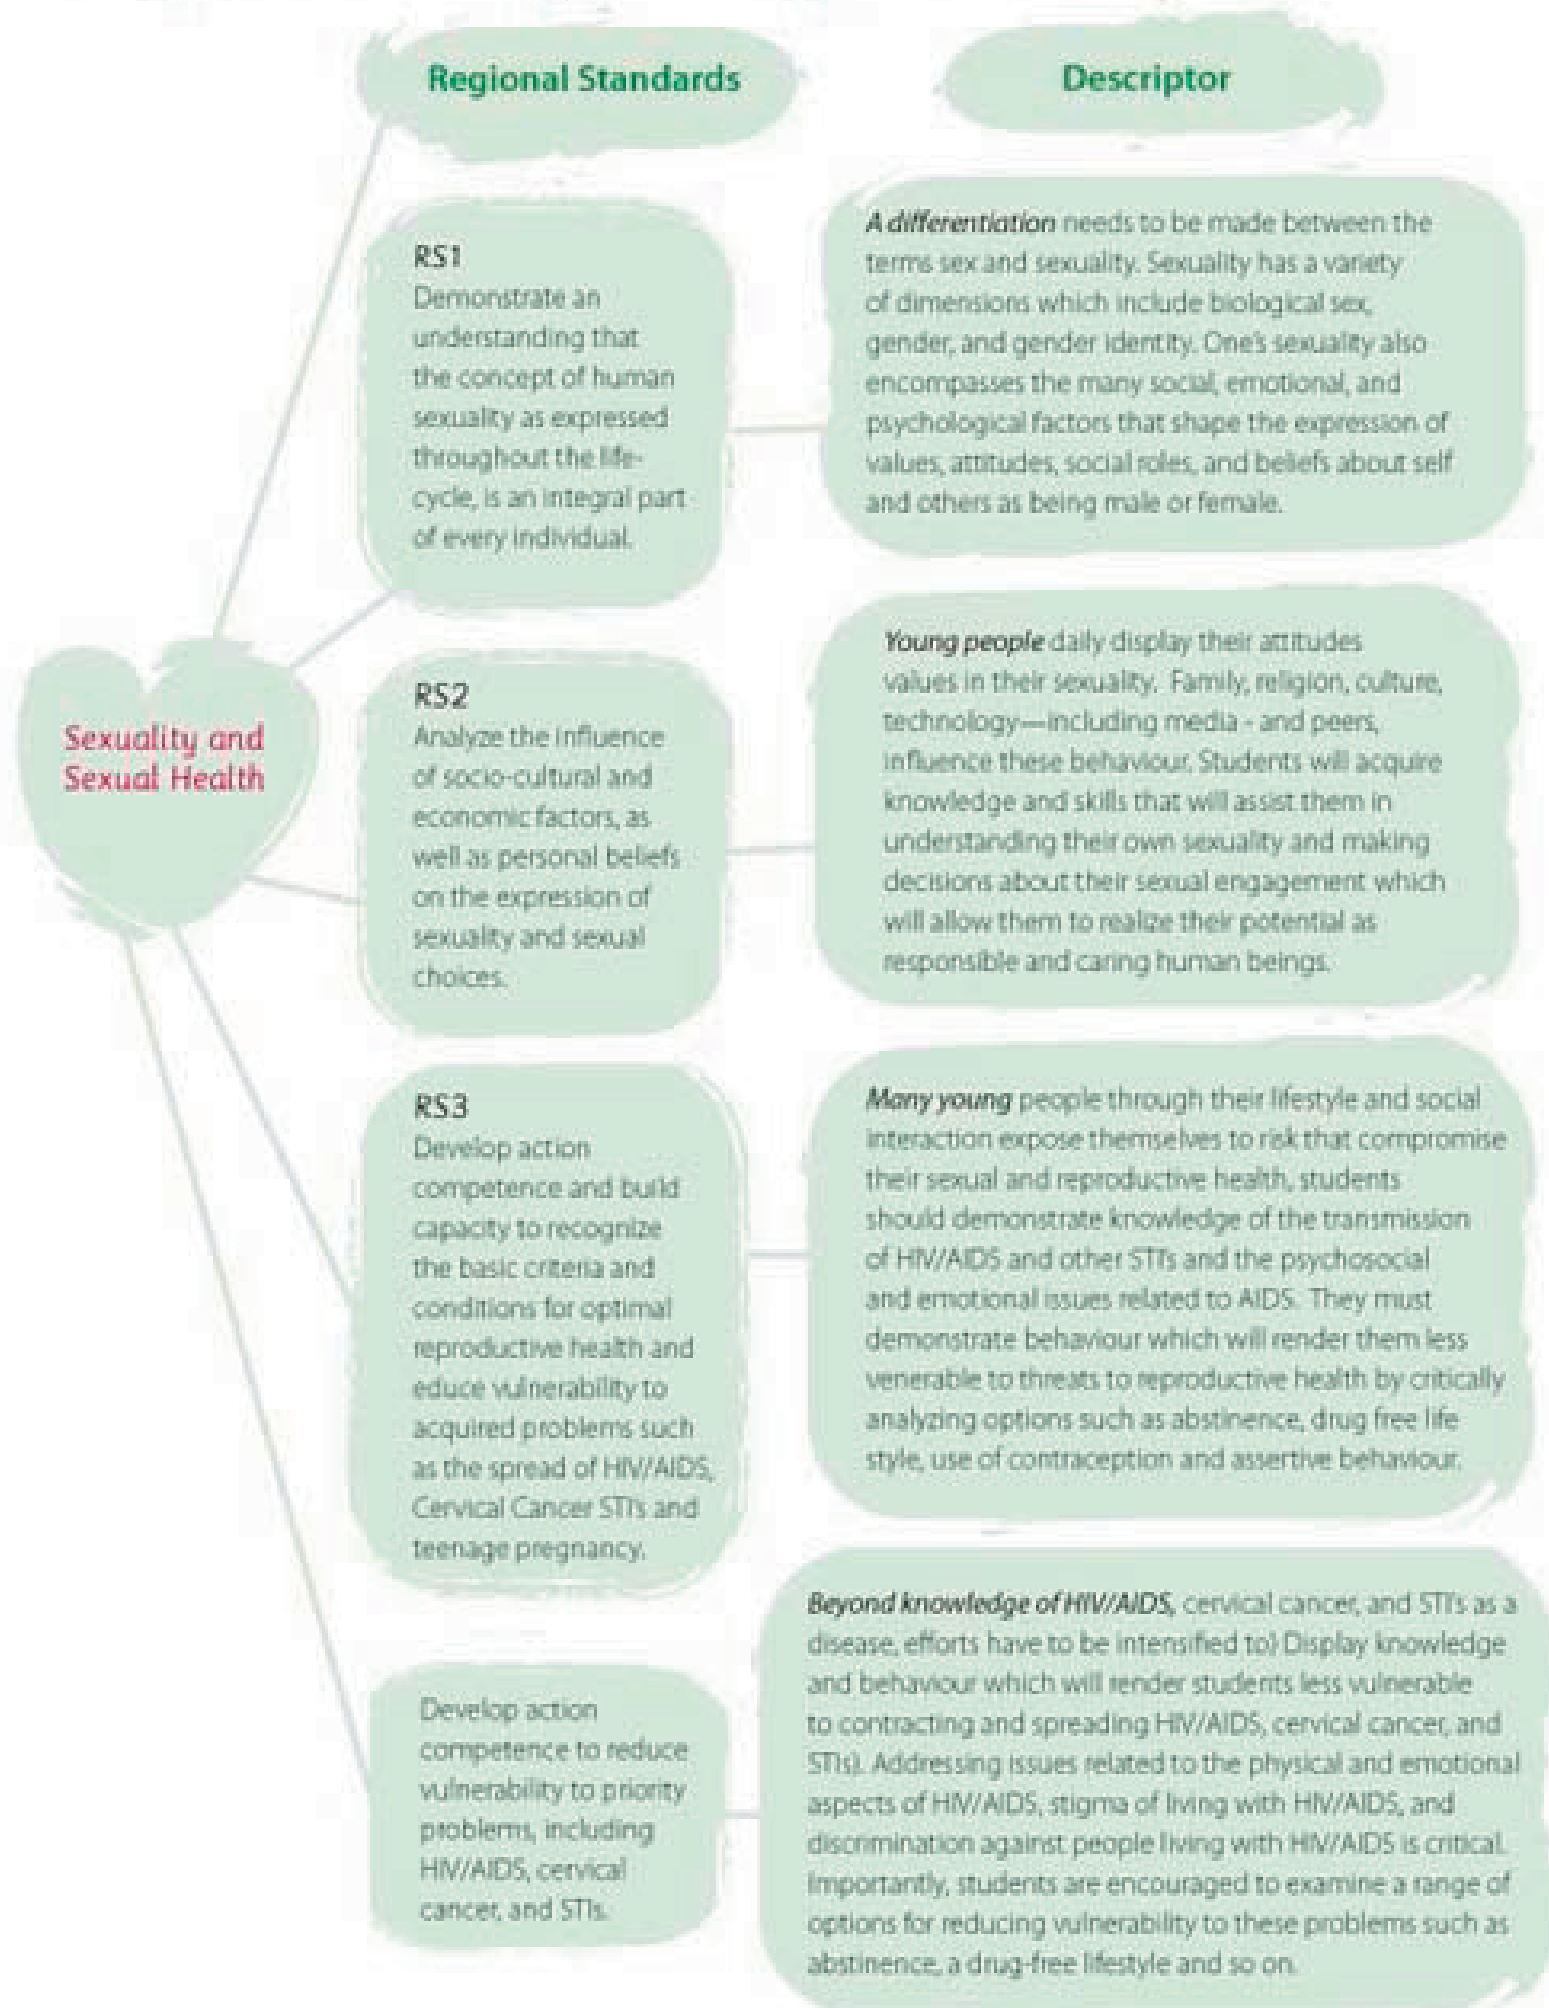 Regional Standards
Descriptor
Sexuality and
Sexual Health
RS1
Demonstrate an
understanding that
the concept of human
sexuality as expressed
throughout the life-
cycle, is an integral part
of every individual.
A differentiation needs to be made between the
terms sex and sexuality. Sexuality has a variety
of dimensions which include biological sex,
gender, and gender identity. One's sexuality also
encompasses the many social, emotional, and
psychological factors that shape the expression of
values, attitudes, social roles, and beliefs about self
and others as being male or female.
RS2
Analyze the influence
of socio-cultural and
economic factors, as
well as personal beliefs
on the expression of
sexuality and sexual
choices.
Young people daily display their attitudes
values in their sexuality. Family, religion, culture,
technology—including media - and peers,
influence these behaviour. Students will acquire
knowledge and skills that will assist them in
understanding their own sexuality and making
decisions about their sexual engagement which
will allow them to realize their potential as
responsible and caring human beings.
RS3
Develop action
competence and build
capacity to recognize
the basic criteria and
conditions for optimal
reproductive health and
educe vulnerability to
acquired problems such
as the spread of HIV/AIDS,
Cervical Cancer STI's and
teenage pregnancy.
Many young people through their lifestyle and social
interaction expose themselves to risk that compromise
their sexual and reproductive health, students
should demonstrate knowledge of the transmission
of HIV/AIDS and other STI's and the psychosocial
and emotional issues related to AIDS. They must
demonstrate behaviour which will render them less
venerable to threats to reproductive health by critically
analyzing options such as abstinence, drug free life
style, use of contraception and assertive behaviour.
Develop action
competence to reduce
vulnerability to priority
problems, including
HIV/AIDS, cervical
cancer, and STIs.
Beyond knowledge of HIV/AIDS, cervical cancer, and STI's as a
disease, efforts have to be intensified to) Display knowledge
and behaviour which will render students less vulnerable
to contracting and spreading HIV/AIDS, cervical cancer, and
STIs). Addressing issues related to the physical and emotional
aspects of HIV/AIDS, stigma of living with HIV/AIDS, and
discrimination against people living with HIV/AIDS is critical.
Importantly, students are encouraged to examine a range of
options for reducing vulnerability to these problems such as
abstinence, a drug-free lifestyle and so on.